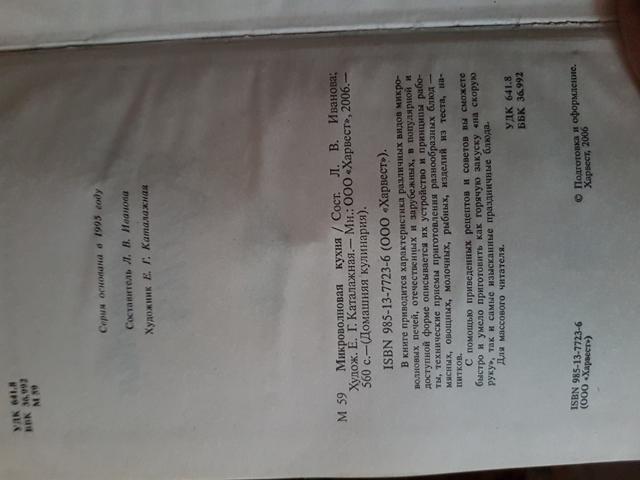 УДК 641.8
ББК 36.992
М 59
Серия основана в 1995 году
Составитель Л. В. Иванова
Художник Е. Г. Каталажная
М 59 Микроволновая кухня / Сост. Л. В. Иванова;
Худож. Е. Г. Каталажная.— Мн.: ООО «Харвест», 2006.—
560 с.—(Домашная кулинария).
ISBN 985-13-7723-6 (ООО «Харвест»).
В книге приводится характеристика различных видов микро-
волновых печей, отечественных и зарубежных, в популярной и
доступной форме описывается их устройство и принципы рабо-
ты, технические приемы приготовления разнообразных блюд —
мясных, овощных, молочных, рыбных, изделий из теста, на-
питков.
С помощью приведенных рецептов и советов вы сможете
быстро и умело приготовить как горячую закуску «на скорую
руку», так и самые изысканные праздничные блюда.
Для массового читателя.
УДК 641.8
ББК 36.992
ISBN 985-13-7723-6
(ООО «Харвест»)
© Подготовка и оформление.
Харвест, 2006